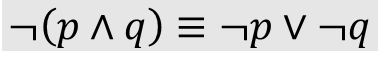 ¬(p ∧ q) ≡ ¬p ∨ ¬q